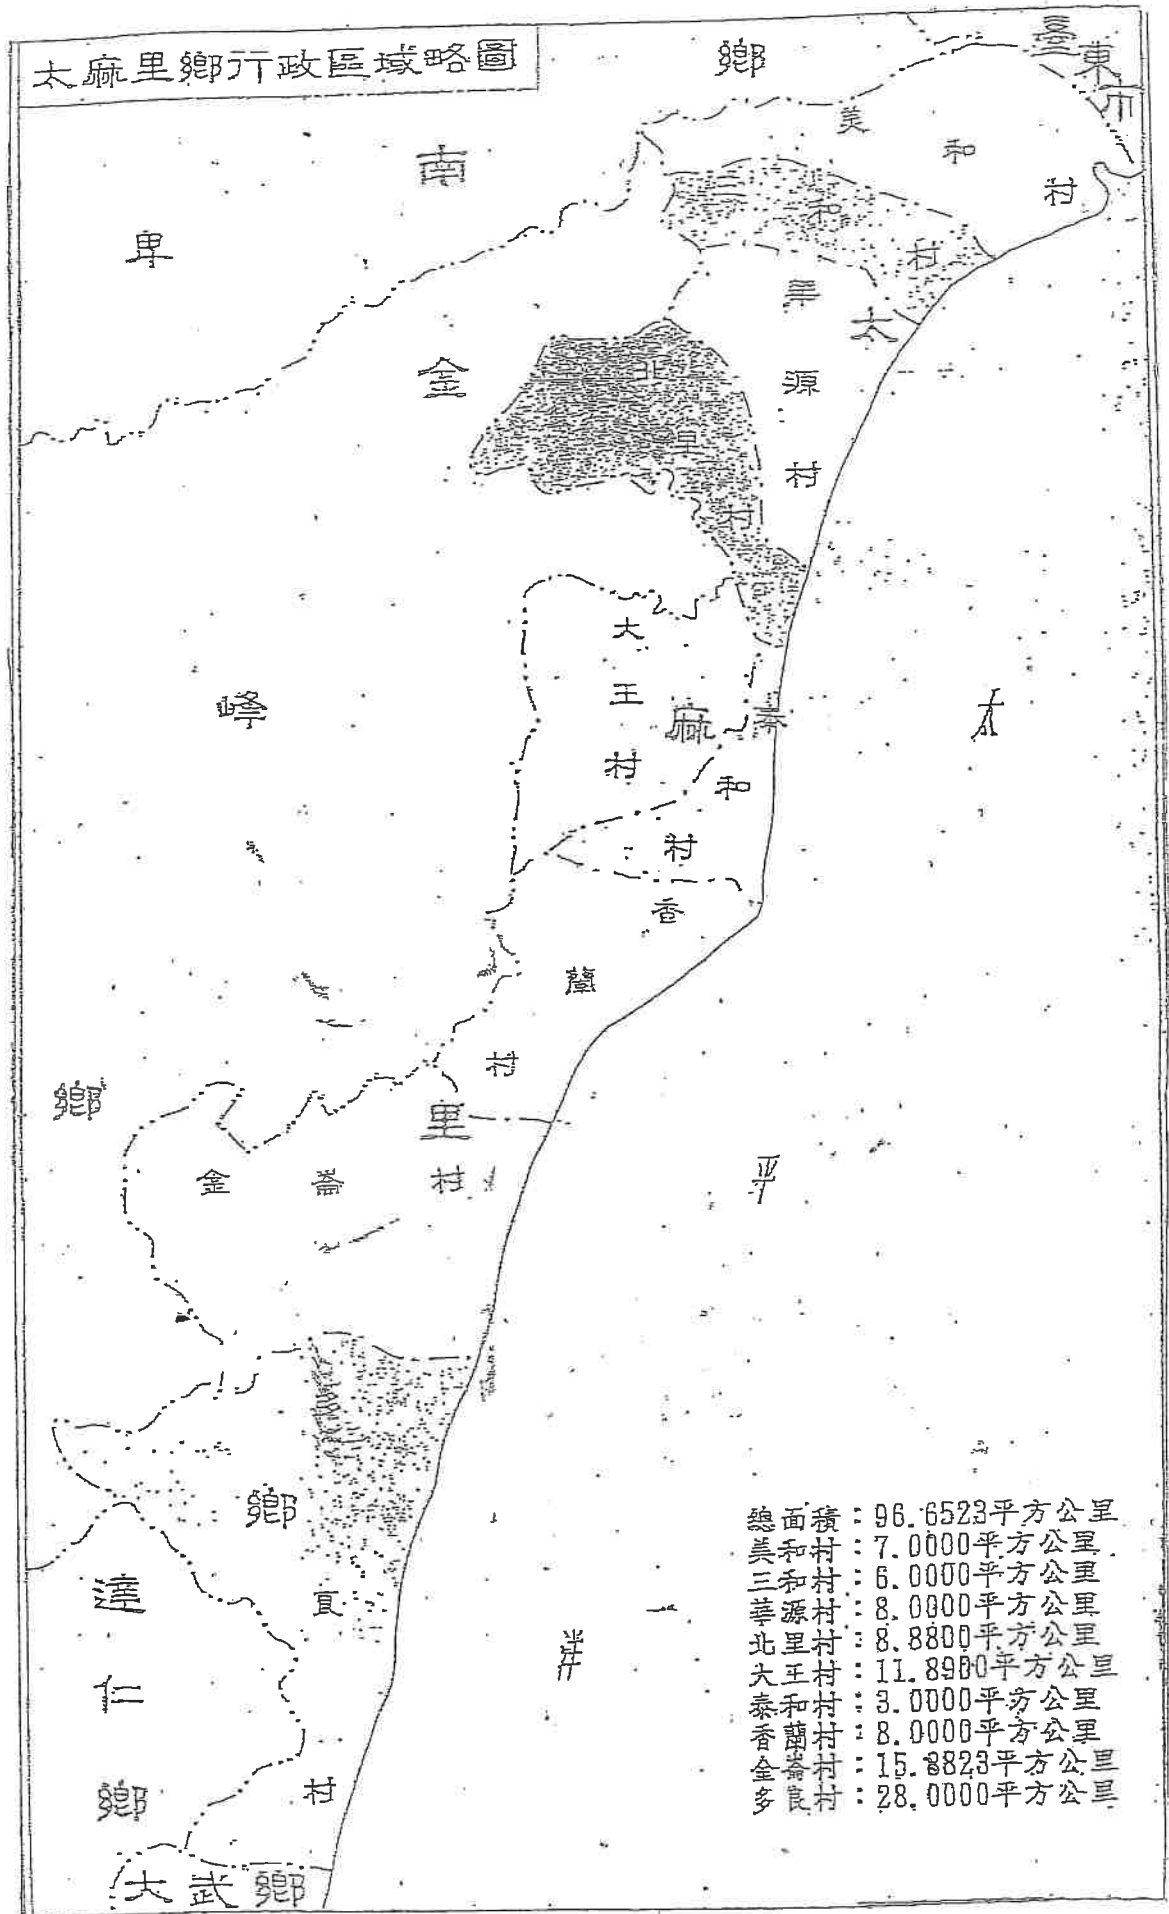 太麻里鄉行政區域略圖
臺東市
卑南鄉
美和村
三和村
華源村
太麻里鄉
金峰鄉
北里村
大王村
泰和村
香蘭村
金崙村
良村
達仁鄉
大武鄉
太平洋
總面積：96.6523平方公里
美和村：7.0000平方公里
三和村：6.0000平方公里
華源村：8.0000平方公里
北里村：8.8800平方公里
大王村：11.8900平方公里
泰和村：3.0000平方公里
香蘭村：8.0000平方公里
金崙村：15.8823平方公里
多良村：28.0000平方公里